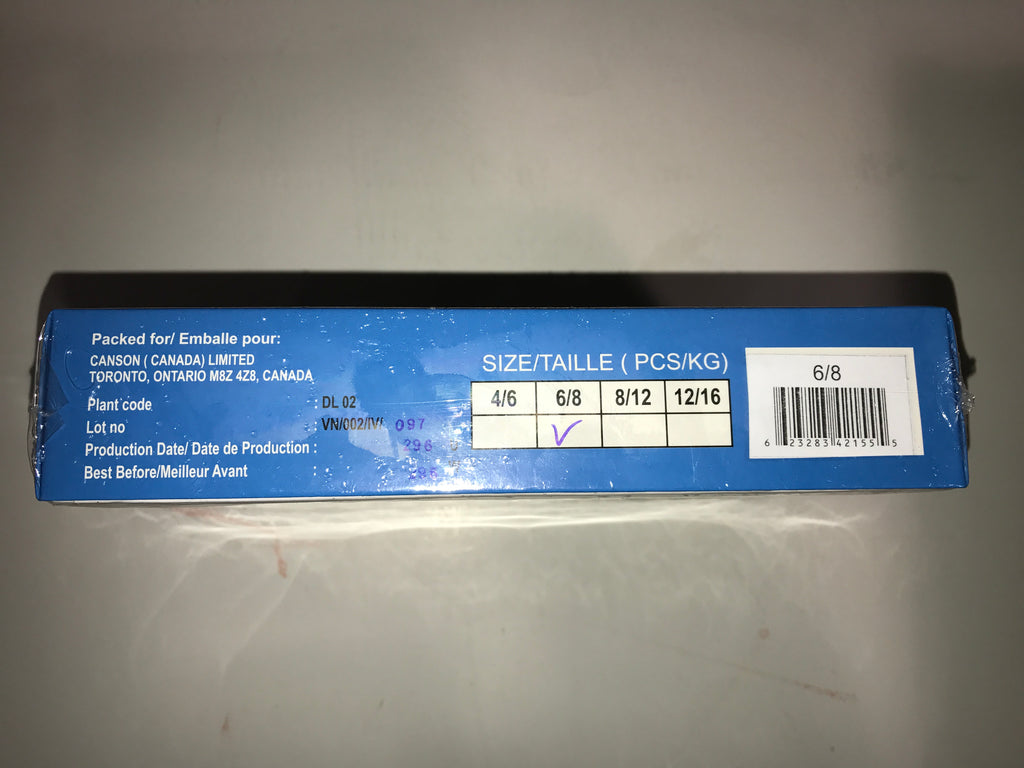 Packed for/ Emballe pour:
CANSON ( CANADA) LIMITED
TORONTO, ONTARIO M8Z 4Z8, CANADA
Plant code DL 02
Lot no VN/002/IV/ 097
Production Date/ Date de Production : 296
Best Before/Meilleur Avant
SIZE/TAILLE ( PCS/KG)
4/6 6/8 8/12 12/16
6/8
6 23283 42155 5